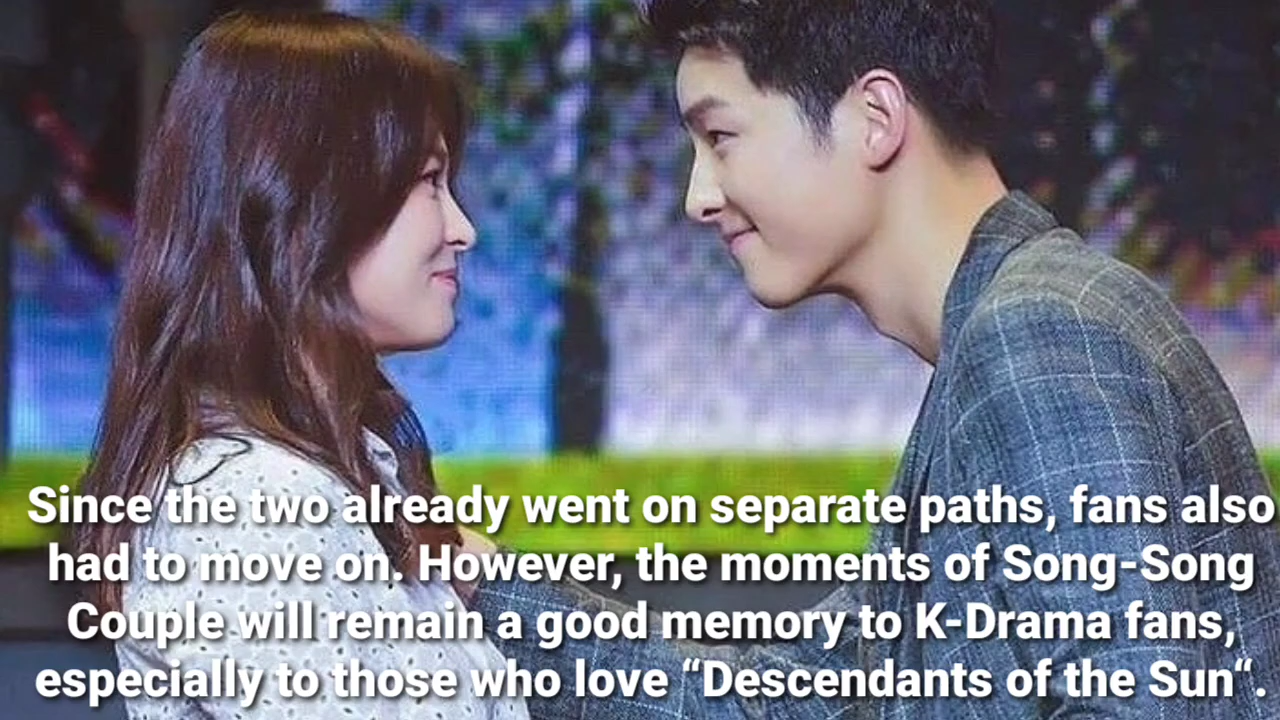 Since the two already went on separate paths, fans also
had to move on. However, the moments of Song-Song
Couple will remain a good memory to K-Drama fans,
especially to those who love “Descendants of the Sun“.